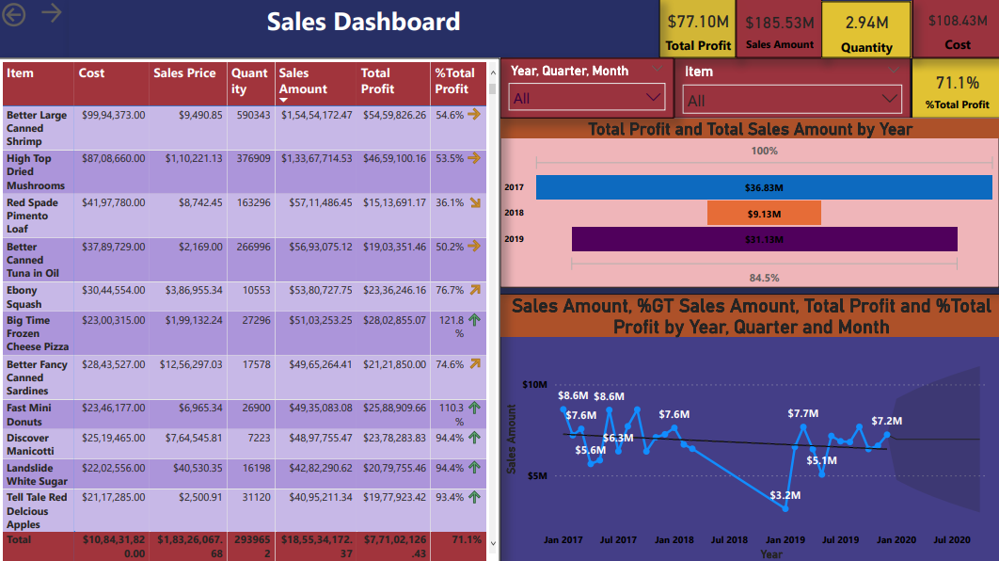 Sales Dashboard
$77.10M
Total Profit
$185.53M
Sales Amount
2.94M
Quantity
$108.43M
Cost
Item Cost Sales Price Quant Sales Total %Total
ity Amount Profit Profit
Better Large $99,94,373.00 $9,490.85 590343 $1,54,54,172.47 $54,59,826.26 54.6%
Canned
Shrimp
High Top $87,08,660.00 $1,10,221.13 376909 $1,33,67,714.53 $46,59,100.16 53.5%
Dried
Mushrooms
Red Spade $41,97,780.00 $8,742.45 163296 $57,11,486.45 $15,13,691.17 36.1%
Pimento
Loaf
Better $37,89,729.00 $2,169.00 266996 $56,93,075.12 $19,03,351.46 50.2%
Canned
Tuna in Oil
Ebony $30,44,554.00 $3,86,955.34 10553 $53,80,727.75 $23,36,246.16 76.7%
Squash
Big Time $23,00,315.00 $1,99,132.24 27296 $51,03,253.25 $28,02,855.07 121.8
Frozen %
Cheese Pizza
Better Fancy $28,43,527.00 $12,56,297.03 17578 $49,65,264.41 $21,21,850.00 74.6%
Canned
Sardines
Fast Mini $23,46,177.00 $6,965.34 26900 $49,35,083.08 $25,88,909.66 110.3
Donuts %
Discover $25,19,465.00 $7,64,545.81 7223 $48,97,755.47 $23,78,283.83 94.4%
Manicotti
Landslide $22,02,556.00 $40,530.35 16198 $42,82,290.62 $20,79,755.46 94.4%
White Sugar
Tell Tale Red $21,17,285.00 $2,500.91 31120 $40,95,211.34 $19,77,923.42 93.4%
Delcious
Apples
Total $10,84,31,82 $1,83,26,067. 293965 $18,55,34,172. $7,71,02,126 71.1%
0.00 68 2 37 .43
Year, Quarter, Month
All
Item
All
71.1%
%Total Profit
Total Profit and Total Sales Amount by Year
100%
2017 $36.83M
2018 $9.13M
2019 $31.13M
84.5%
Sales Amount, %GT Sales Amount, Total Profit and %Total
Profit by Year, Quarter and Month
Sales Amount
$10M
$5M
$8.6M
$7.6M
$5.6M
$8.6M
$6.3M
$7.6M
$3.2M
$7.7M
$5.1M
$7.2M
Jan 2017 Jul 2017 Jan 2018 Jul 2018 Jan 2019 Jul 2019 Jan 2020 Jul 2020
Year